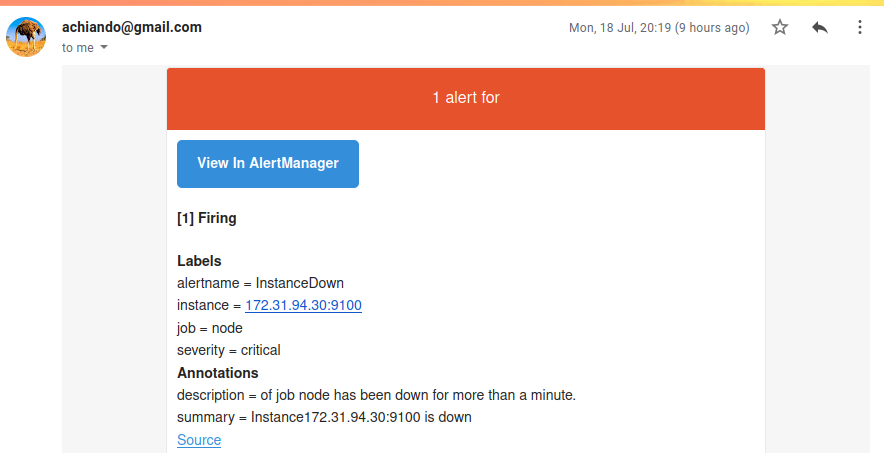 achiando@gmail.com
Mon, 18 Jul, 20:19 (9 hours ago)
to me
1 alert for
View In AlertManager
[1] Firing
Labels
alertname = InstanceDown
instance = 172.31.94.30:9100
job = node
severity = critical
Annotations
description = of job node has been down for more than a minute.
summary = Instance172.31.94.30:9100 is down
Source